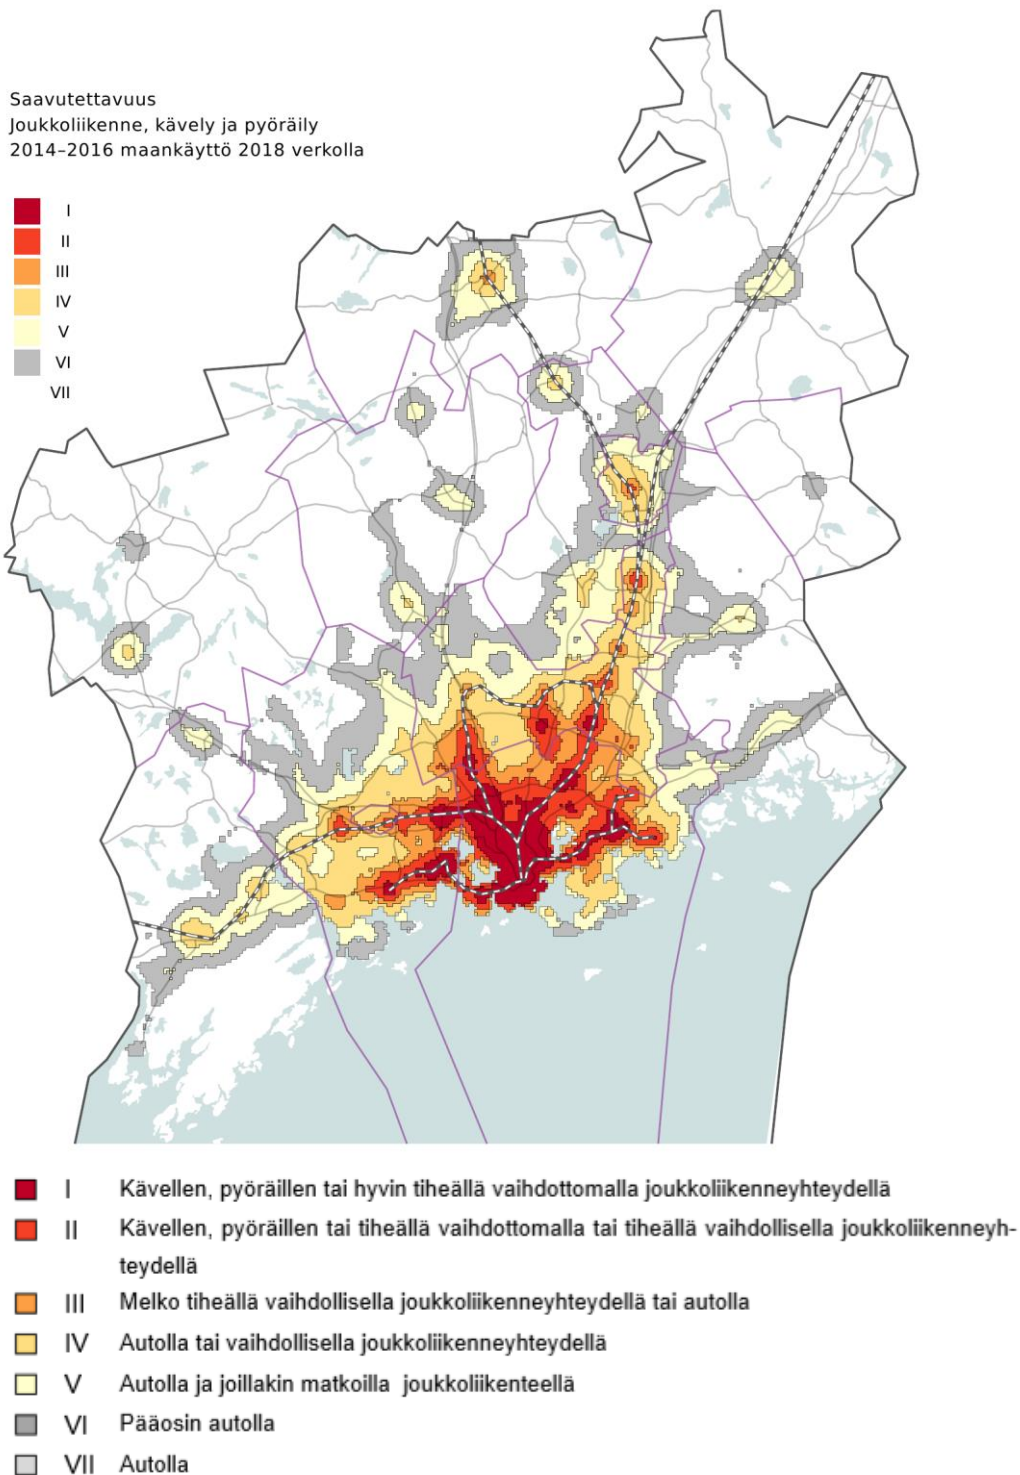 Saavutettavuus
Joukkoliikenne, kävely ja pyöräily
2014–2016 maankäyttö 2018 verkolla
I
II
III
IV
V
VI
VII
I Kävellen, pyöräillen tai hyvin tiheällä vaihdottomalla joukkoliikenneyhteydellä
II Kävellen, pyöräillen tai tiheällä vaihdottomalla tai tiheällä vaihdollisella joukkoliikenneyh-
teydellä
III Melko tiheällä vaihdollisella joukkoliikenneyhteydellä tai autolla
IV Autolla tai vaihdollisella joukkoliikenneyhteydellä
V Autolla ja joillakin matkoilla joukkoliikenteellä
VI Pääosin autolla
VII Autolla